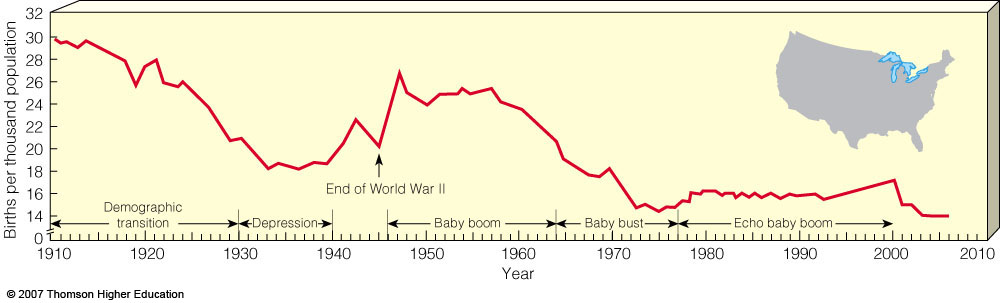 32
30
28
26
24
22
20
18
16
14
0
Births per thousand population
End of World War II
Demographic
transition
Depression
Baby boom
Baby bust
Echo baby boom
1910 1920 1930 1940 1950 1960 1970 1980 1990 2000 2010
Year
© 2007 Thomson Higher Education